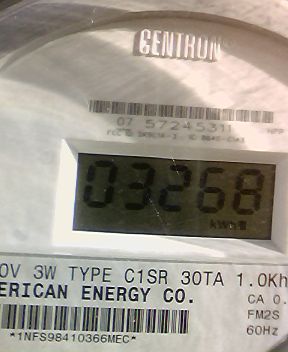 CENTRON
07 57245311
03268
kWh
0V 3W TYPE C1SR 30TA 1.0Kh
ERICAN ENERGY CO.
CA 0.
FM2S
60Hz
*1NFS98410366MEC*